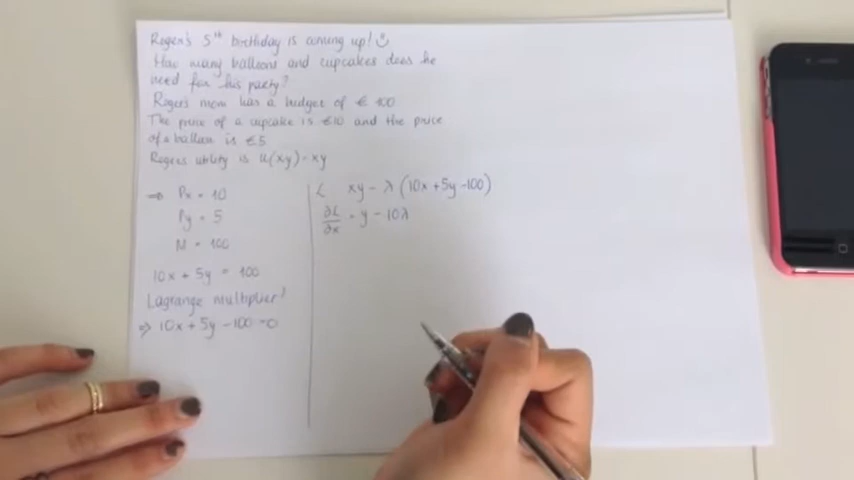 Roger's 5th birthday is coming up! :)
How many balloons and cupcakes does he
need for his party?
Roger's mom has a budget of € 100
The price of a cupcake is €10 and the price
of a balloon is €5
Rogers utility is u(xy) = xy
⇒ Px = 10
Py = 5
M = 100
10x + 5y = 100
Lagrange multiplier!
⇒ 10x + 5y - 100 = 0
L xy - λ (10x + 5y - 100)
∂L/∂x = y - 10λ